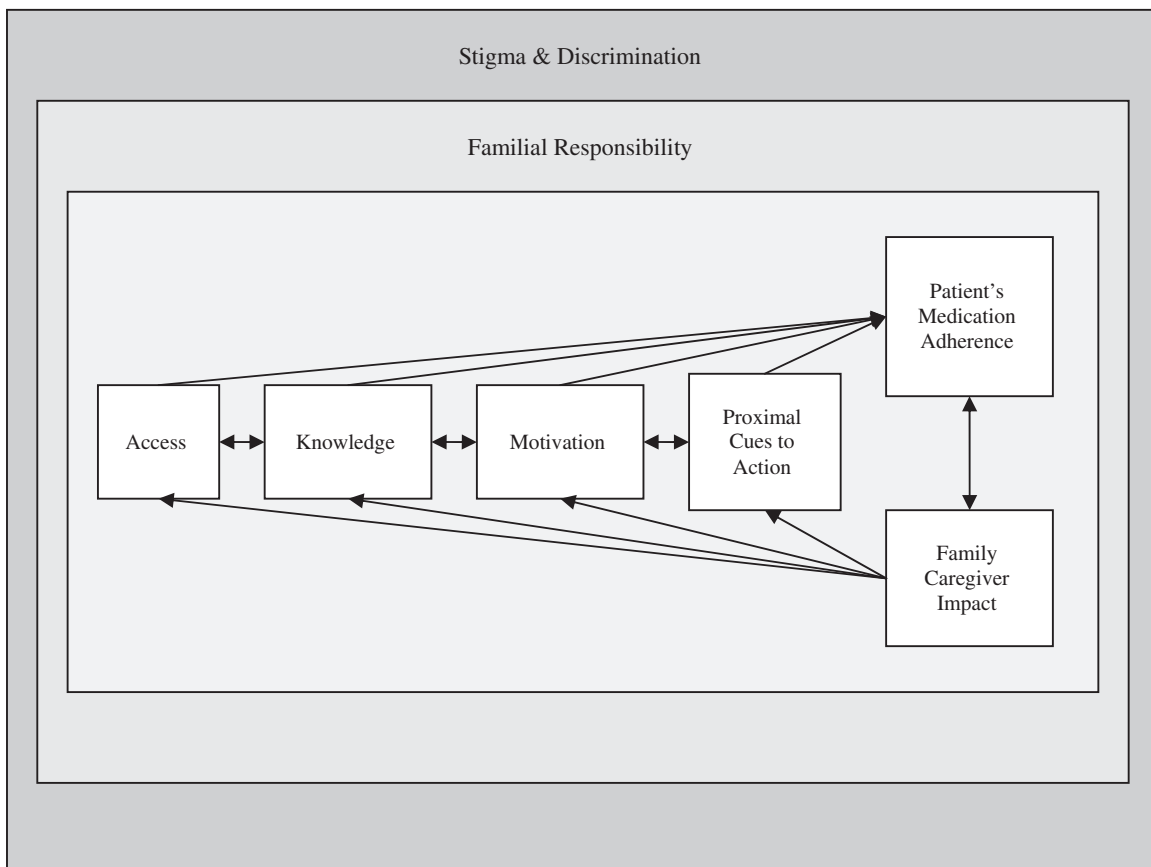 Stigma & Discrimination
Familial Responsibility
Patient's
Medication
Adherence
Access
Knowledge
Motivation
Proximal
Cues to
Action
Family
Caregiver
Impact